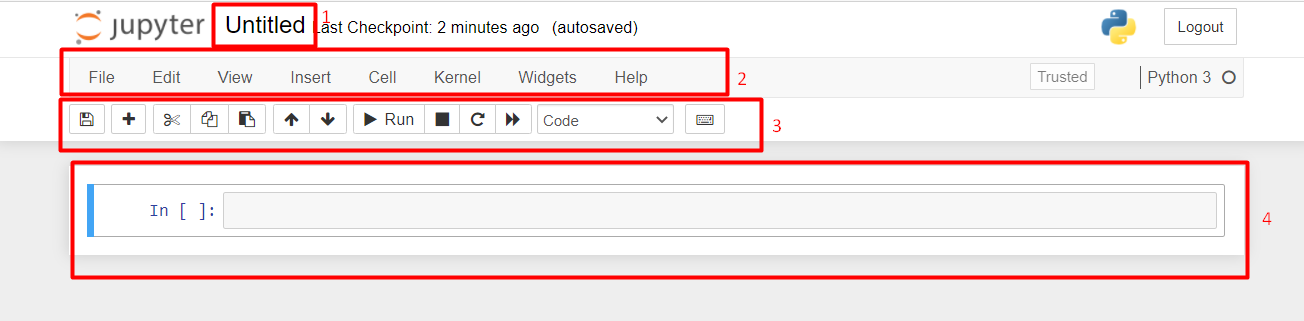 jupyter Untitled 1 Last Checkpoint: 2 minutes ago (autosaved) Logout
File Edit View Insert Cell Kernel Widgets Help 2 Trusted Python 3
Run Code 3
In [ ]: 4